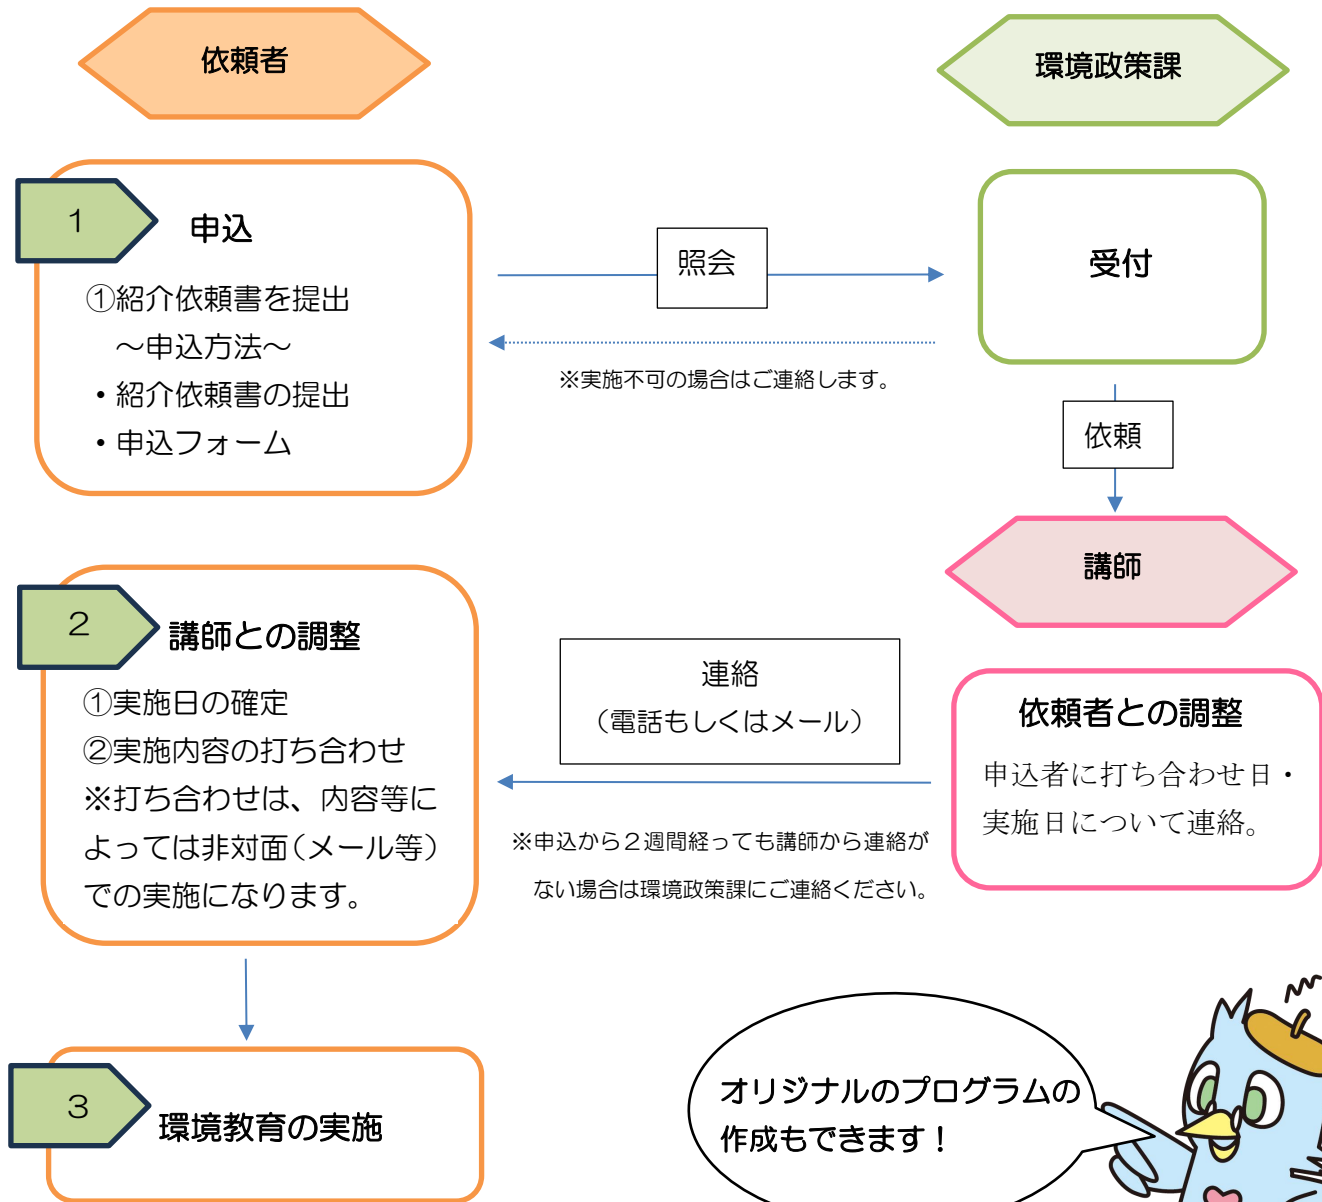 依頼者
環境政策課
1
申込
①紹介依頼書を提出
～申込方法～
・紹介依頼書の提出
・申込フォーム
照会
※実施不可の場合はご連絡します。
受付
依頼
講師
2
講師との調整
①実施日の確定
②実施内容の打ち合わせ
※打ち合わせは、内容等に
よっては非対面（メール等）
での実施になります。
連絡
（電話もしくはメール）
※申込から２週間経っても講師から連絡が
ない場合は環境政策課にご連絡ください。
依頼者との調整
申込者に打ち合わせ日・
実施日について連絡。
3
環境教育の実施
オリジナルのプログラムの
作成もできます！